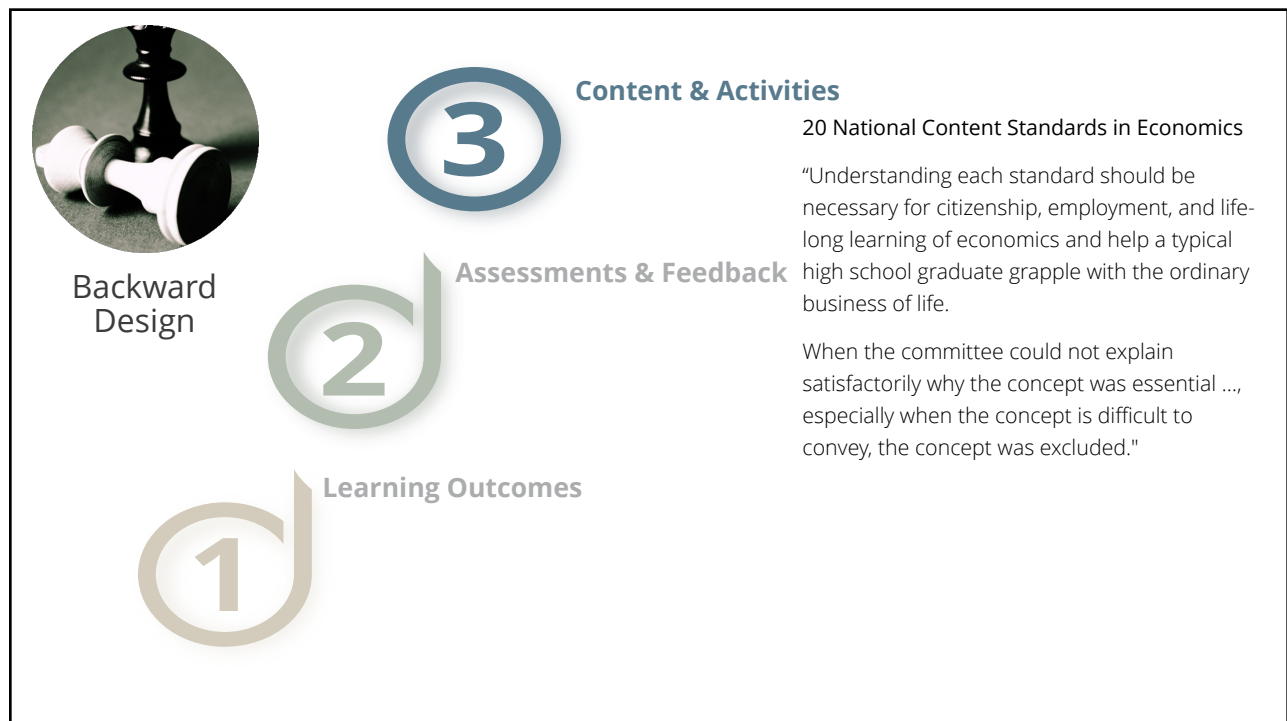 Backward
Design
3
Content & Activities
20 National Content Standards in Economics
“Understanding each standard should be
necessary for citizenship, employment, and life-
long learning of economics and help a typical
high school graduate grapple with the ordinary
business of life.
When the committee could not explain
satisfactorily why the concept was essential ...,
especially when the concept is difficult to
convey, the concept was excluded."
2
Assessments & Feedback
1
Learning Outcomes